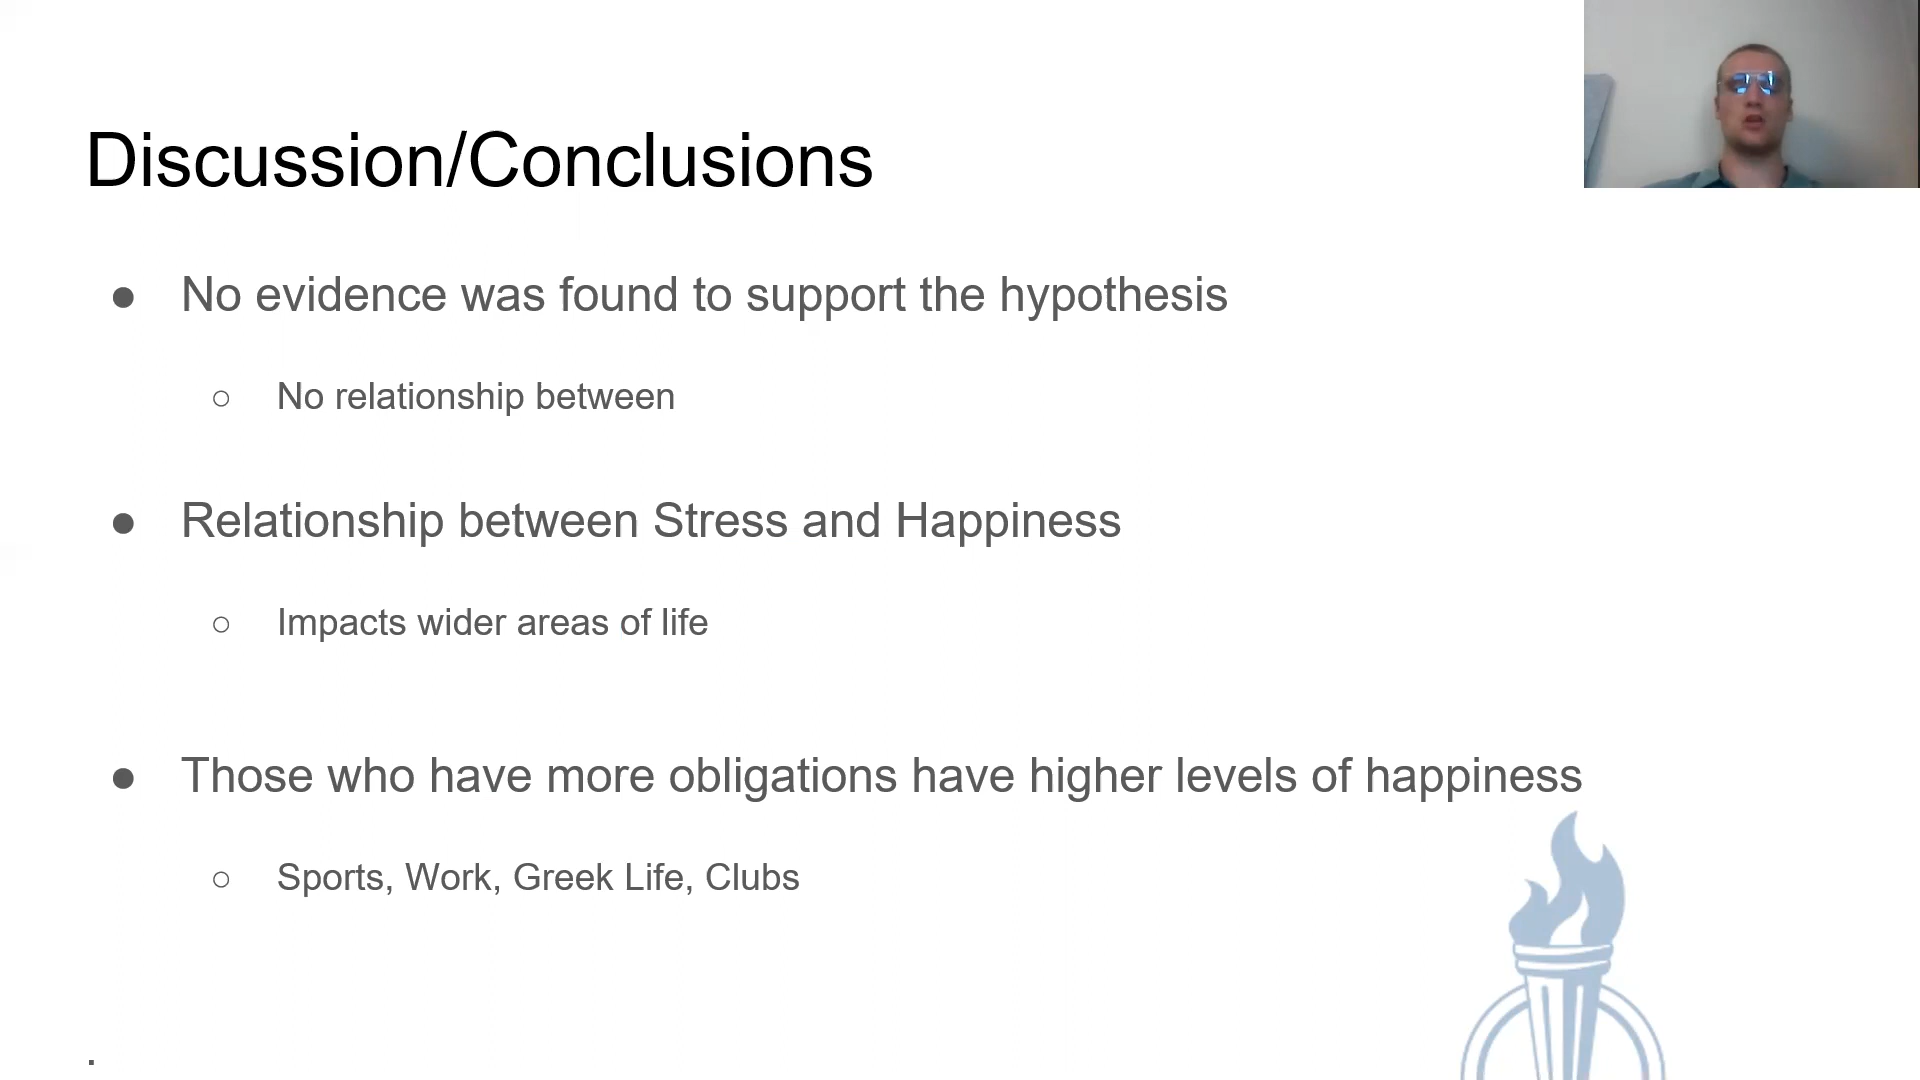 Discussion/Conclusions
● No evidence was found to support the hypothesis
○ No relationship between
● Relationship between Stress and Happiness
○ Impacts wider areas of life
● Those who have more obligations have higher levels of happiness
○ Sports, Work, Greek Life, Clubs
.